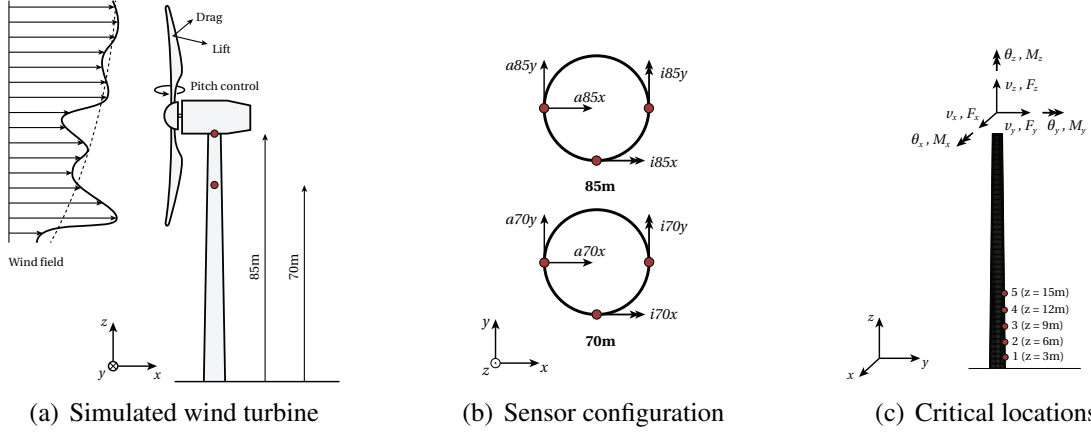 Drag
Lift
Pitch control
Wind field
85m
70m
z
y
x
(a) Simulated wind turbine
a85y
i85y
a85x
i85x
85m
a70y
i70y
a70x
i70x
70m
y
z
x
(b) Sensor configuration
θz , Mz
vz , Fz
vx , Fx
vy , Fy
θy , My
θx , Mx
5 (z = 15m)
4 (z = 12m)
3 (z = 9m)
2 (z = 6m)
1 (z = 3m)
z
y
x
(c) Critical locations